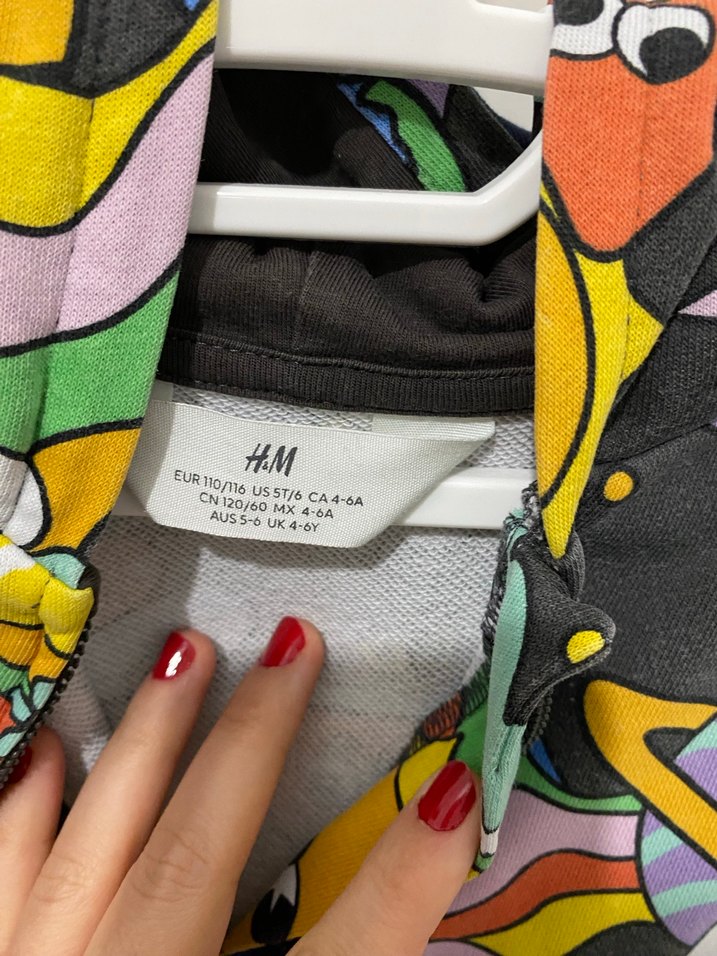 H&M
EUR 110/116 US 5T/6 CA 4-6A
CN 120/60 MX 4-6A
AUS 5-6 UK 4-6Y